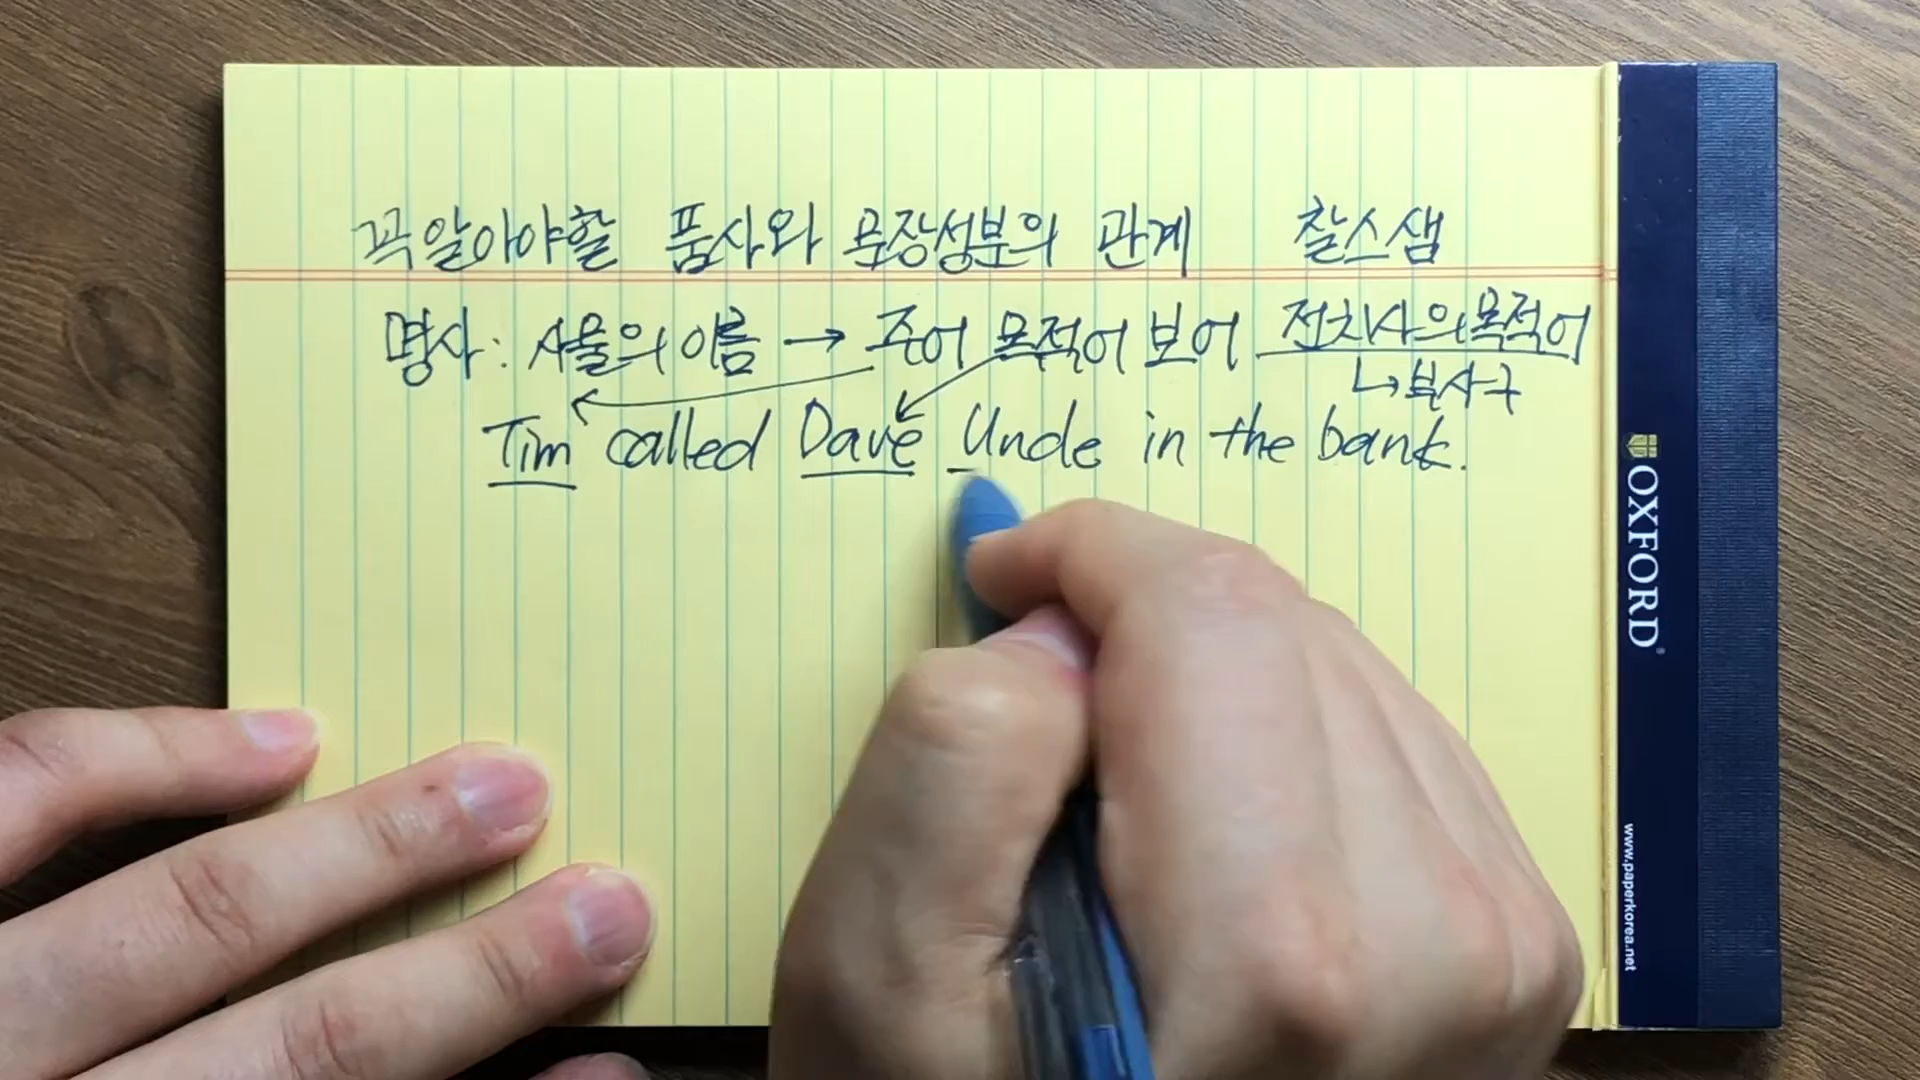 꼭알아야할 품사와 문장성분의 관계 찰스샘
명사: 사물의 이름 → 주어 목적어 보어 전치사의목적어
↳부사구
Tim called Dave Uncle in the bank.
OXFORD
www.paperkorea.net